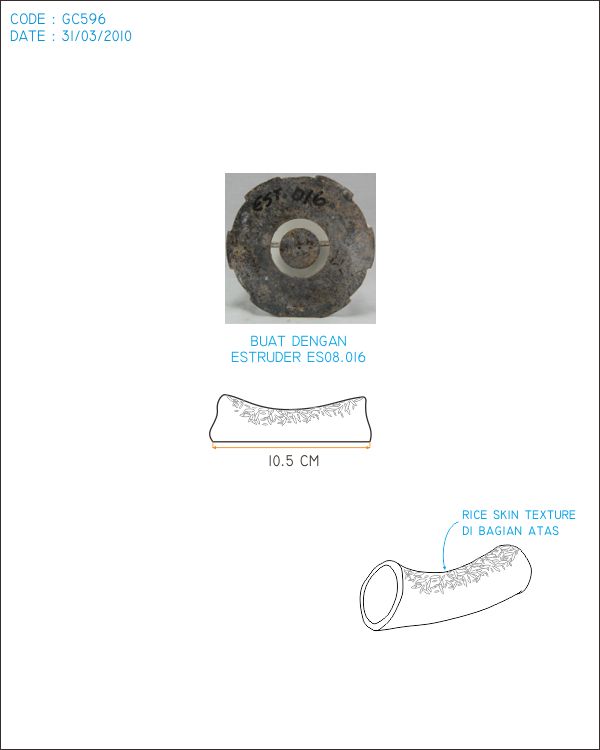 CODE : GC596
DATE : 31/03/2010
EST. 016
BUAT DENGAN
ESTRUDER ES08.016
10.5 CM
RICE SKIN TEXTURE
DI BAGIAN ATAS